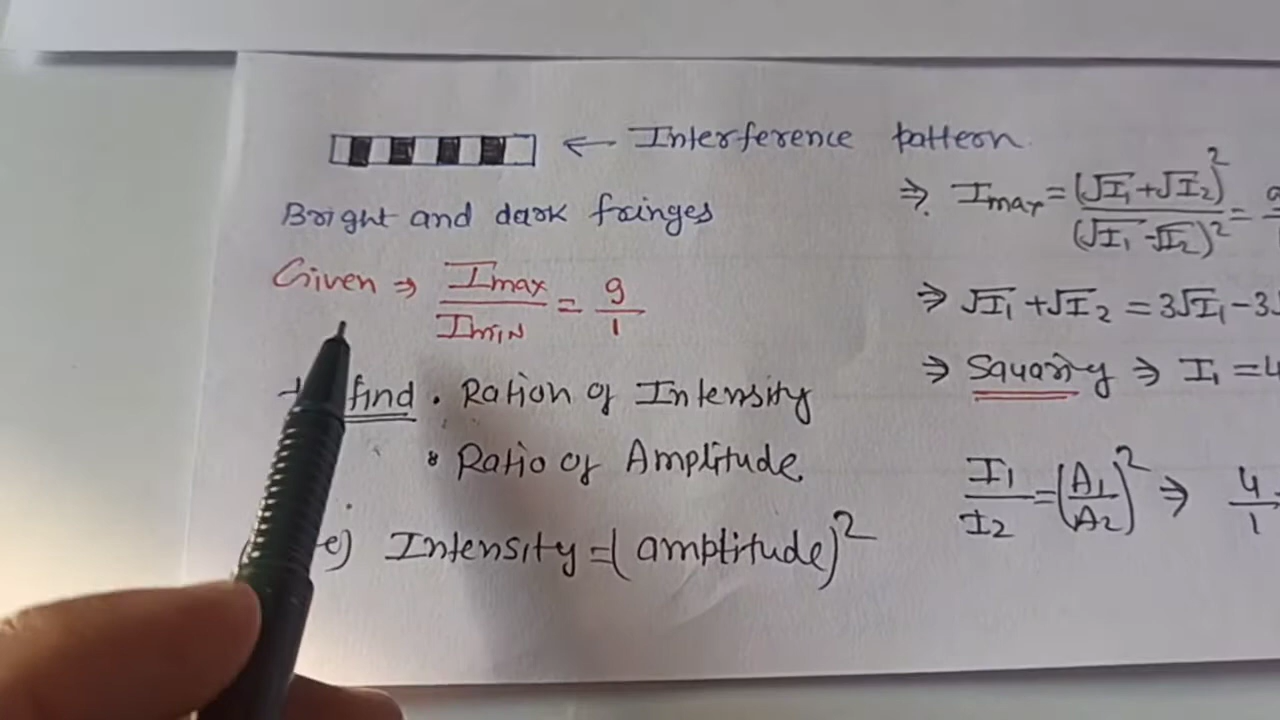 ← Interference pattern
Bright and dark fringes
Given ⇒ Imax/IMIN = 9/1
find • Ration of Intensity
• Ratio of Amplitude
Intensity = (amplitude)²
⇒ Imax = (√I₁+√I₂)²/(√I₁-√I₂)² =
⇒ √I₁ + √I₂ = 3√I₁ - 3
⇒ Squaring ⇒ I₁ = 4
I₁/I₂ = (A₁/A₂)² ⇒ 4/1